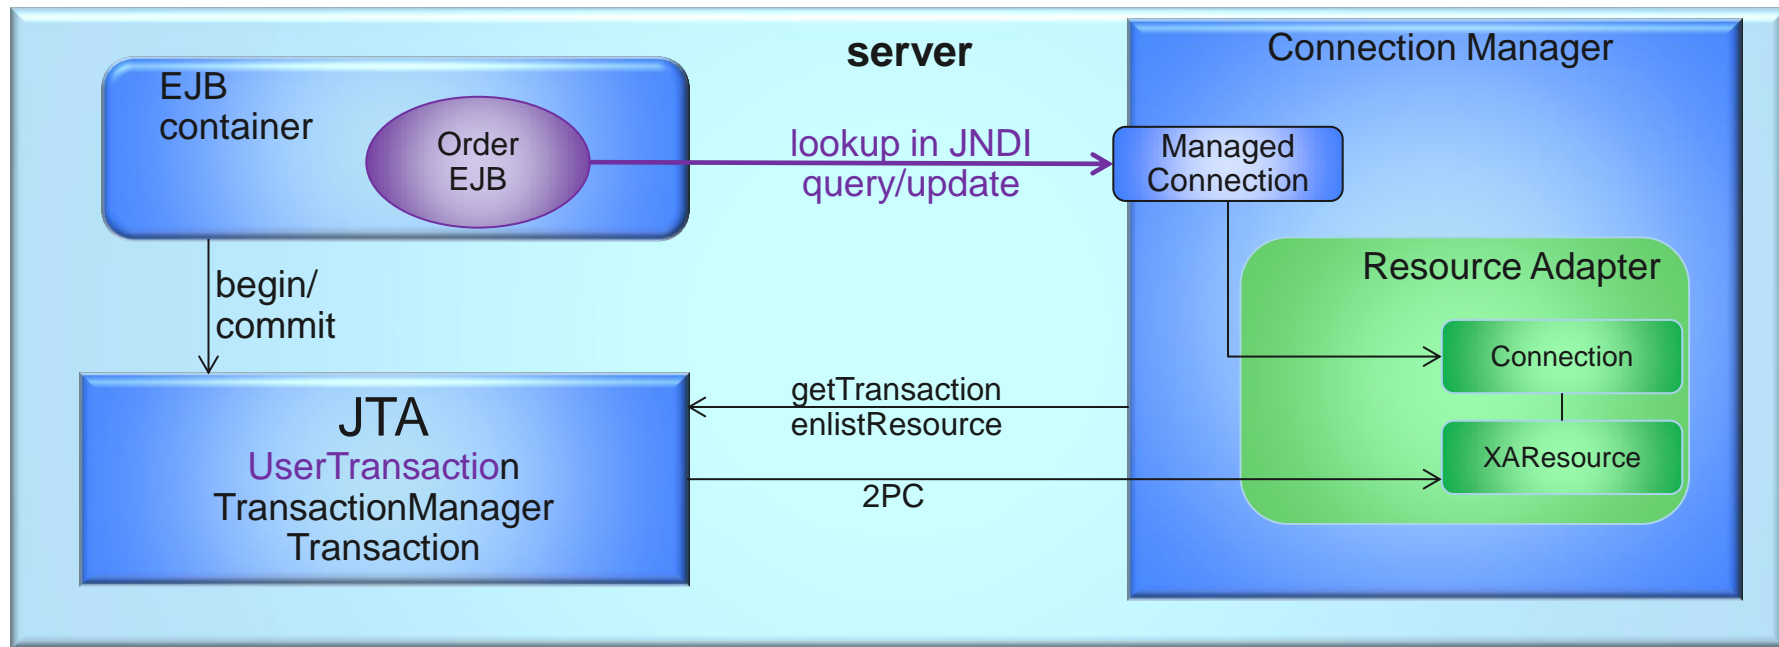 server
Connection Manager
EJB
container
Order
EJB
lookup in JNDI
query/update
Managed
Connection
begin/
commit
Resource Adapter
Connection
XAResource
getTransaction
enlistResource
2PC
JTA
UserTransaction
TransactionManager
Transaction